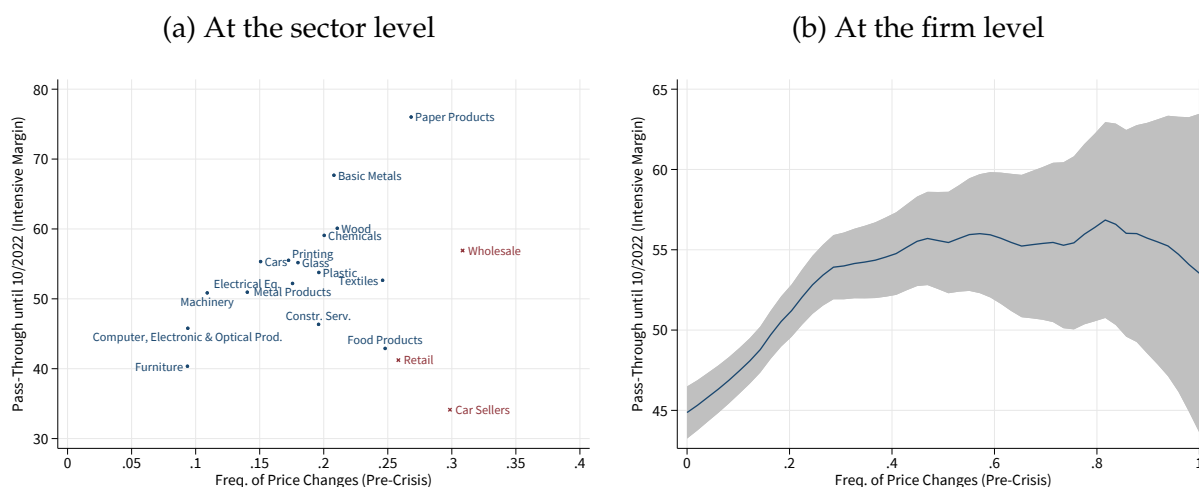 (a) At the sector level
Pass-Through until 10/2022 (Intensive Margin)
80
70
60
50
40
30
Paper Products
Basic Metals
Wood
Chemicals
Wholesale
Printing
Cars
Glass
Plastic
Textiles
Electrical Eq.
Metal Products
Machinery
Constr. Serv.
Computer, Electronic & Optical Prod.
Food Products
Retail
Furniture
Car Sellers
0 .05 .1 .15 .2 .25 .3 .35 .4
Freq. of Price Changes (Pre-Crisis)
(b) At the firm level
Pass-Through until 10/2022 (Intensive Margin)
65
60
55
50
45
0 .2 .4 .6 .8 1
Freq. of Price Changes (Pre-Crisis)